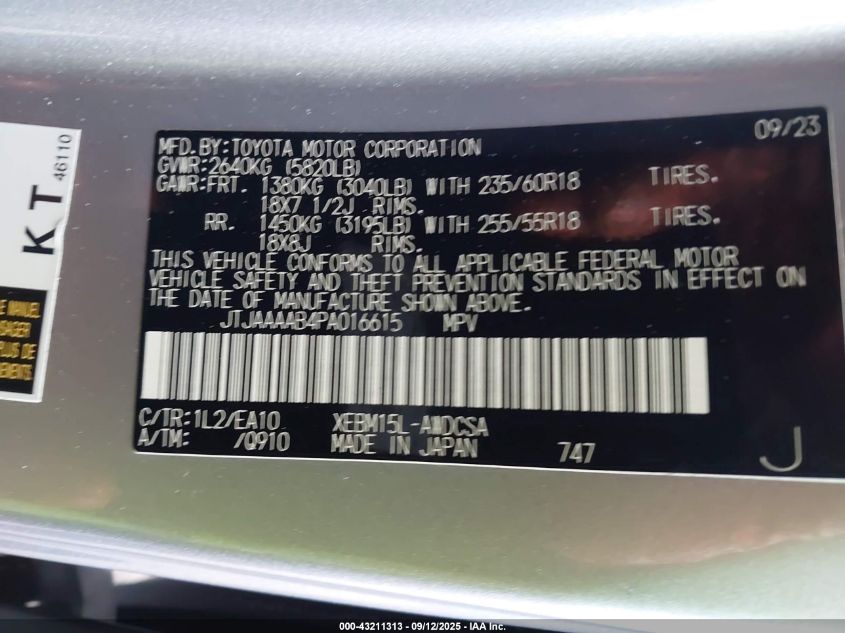 09/23
MFD. BY: TOYOTA MOTOR CORPORATION
GVWR: 2640KG (5820LB)
GAWR: FRT. 1380KG (3040LB) WITH 235/60R18 TIRES.
18X7 1/2J RIMS.
RR. 1450KG (3195LB) WITH 255/55R18 TIRES.
18X8J RIMS.
THIS VEHICLE CONFORMS TO ALL APPLICABLE FEDERAL MOTOR
VEHICLE SAFETY AND THEFT PREVENTION STANDARDS IN EFFECT ON
THE DATE OF MANUFACTURE SHOWN ABOVE.
JTJAAAAB4PA016615 MPV
C/TR: 1L2/EA10 XEBM15L-AWDCSA
A/TM: /Q910 MADE IN JAPAN 747
J
KT
46110
000-43211313 - 09/12/2025 - IAA Inc.